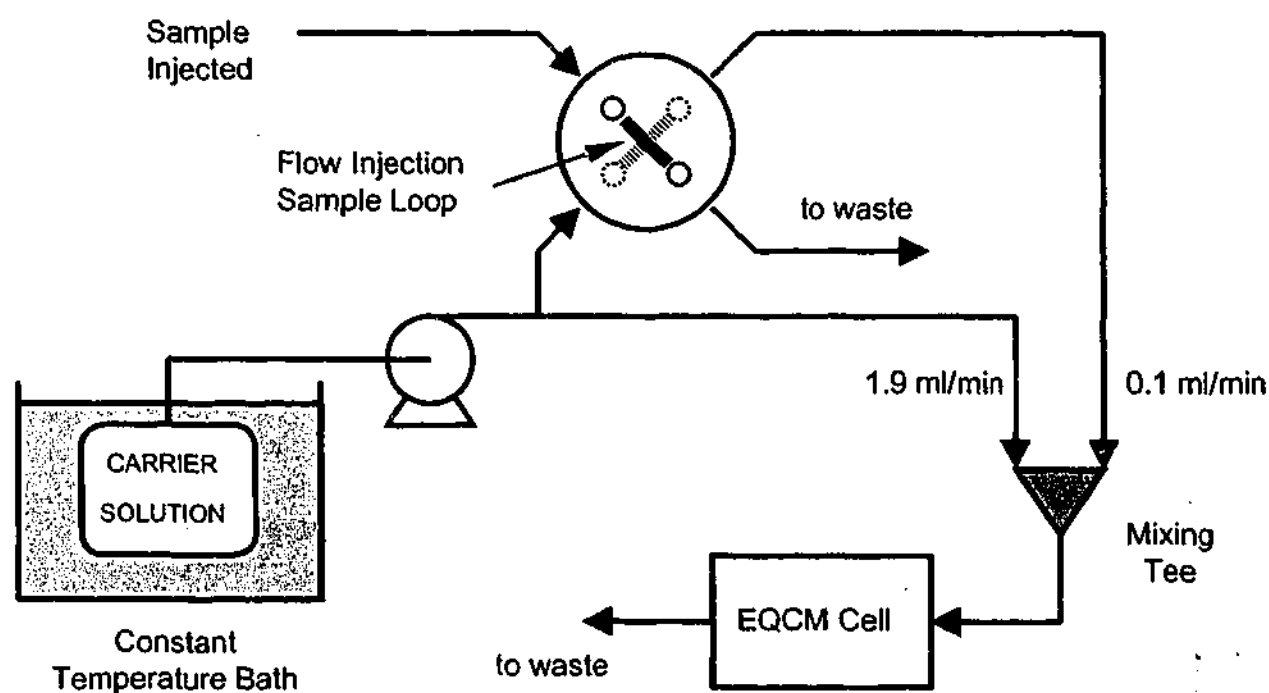 Sample
Injected
Flow Injection
Sample Loop
to waste
1.9 ml/min
0.1 ml/min
CARRIER
SOLUTION
Mixing
Tee
EQCM Cell
to waste
Constant
Temperature Bath